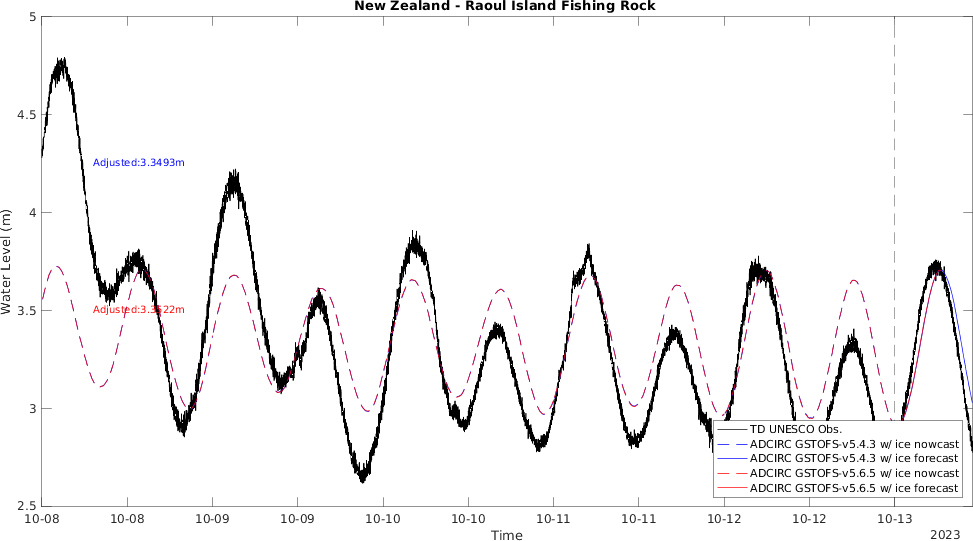 New Zealand - Raoul Island Fishing Rock
5
4.5
4
3.5
3
2.5
Water Level (m)
Adjusted:3.3493m
TD UNESCO Obs.
ADCIRC GSTOFS-v5.4.3 w/ ice nowcast
ADCIRC GSTOFS-v5.4.3 w/ ice forecast
ADCIRC GSTOFS-v5.6.5 w/ ice nowcast
ADCIRC GSTOFS-v5.6.5 w/ ice forecast
10-08 10-08 10-09 10-09 10-10 10-10 10-11 10-11 10-12 10-12 10-13
Time
2023